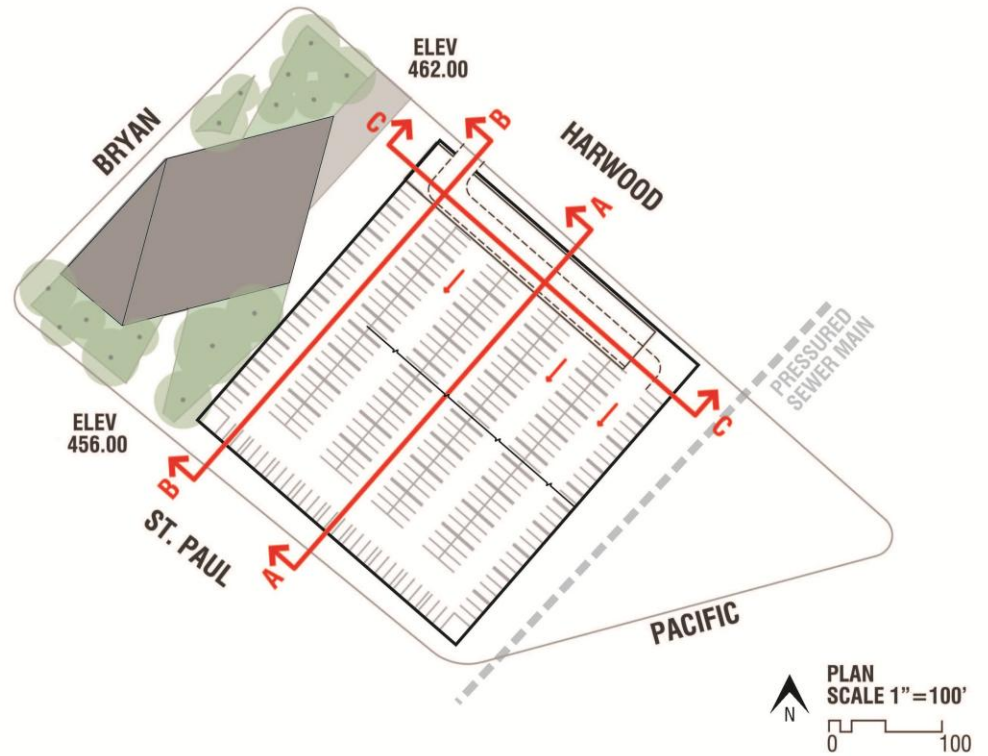 ELEV
462.00
BRYAN
C
B
HARWOOD
A
PRESSURED
SEWER MAIN
C
ELEV
456.00
B
ST. PAUL
A
PACIFIC
N
PLAN
SCALE 1"=100'
0 100